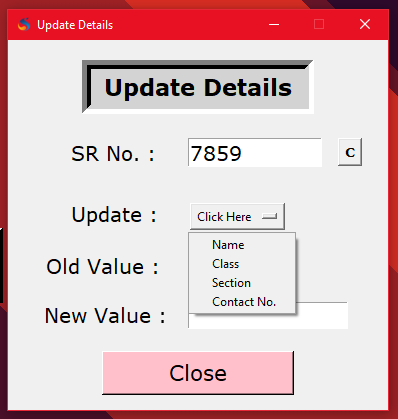 Update Details
Update Details
SR No. : 7859 C
Update : Click Here
Name
Class
Section
Contact No.
Old Value :
New Value :
Close